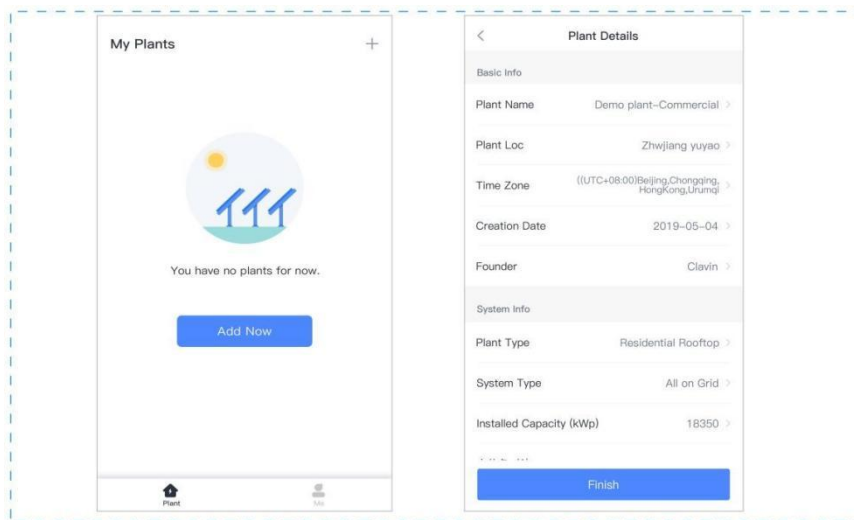 My Plants
+
You have no plants for now.
Add Now
Plant
Me
Plant Details
Basic Info
Plant Name Demo plant-Commercial
Plant Loc Zhwjiang yuyao
Time Zone ((UTC+08:00)Beijing,Chongqing,
HongKong,Urumqi
Creation Date 2019-05-04
Founder Clavin
System Info
Plant Type Residential Rooftop
System Type All on Grid
Installed Capacity (kWp) 18350
Finish